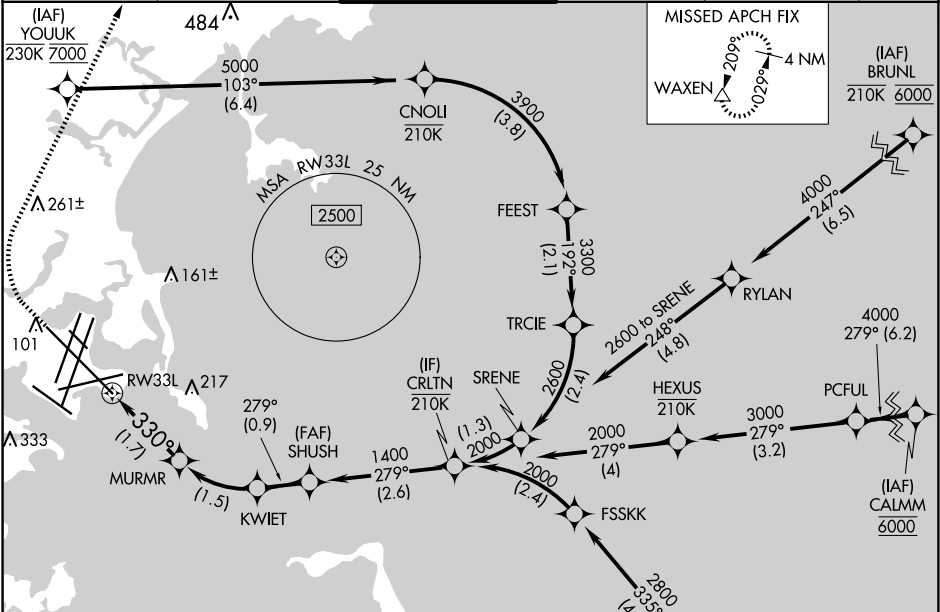 (IAF)
YOUUK
230K 7000
484
5000
103°
(6.4)
CNOLI
210K
3900
(3.8)
MISSED APCH FIX
WAXEN
209°
029°
4 NM
(IAF)
BRUNL
210K 6000
4000
247°
(6.5)
MSA RW33L 25 NM
2500
261±
FEEST
3300
192°
(2.1)
161±
RYLAN
2600 to SRENE
248°
(4.8)
TRCIE
101
RW33L
217
333
330°
(1.7)
MURMR
(1.5)
KWIET
279°
(0.9)
(FAF)
SHUSH
1400
279°
(2.6)
(IF)
CRLTN
210K
SRENE
(1.3)
2000
2600
(2.4)
HEXUS
210K
2000
279°
(4)
3000
279°
(3.2)
PCFUL
4000
279° (6.2)
(IAF)
CALMM
6000
2000
(2.4)
FSSKK
2800
335°
(4